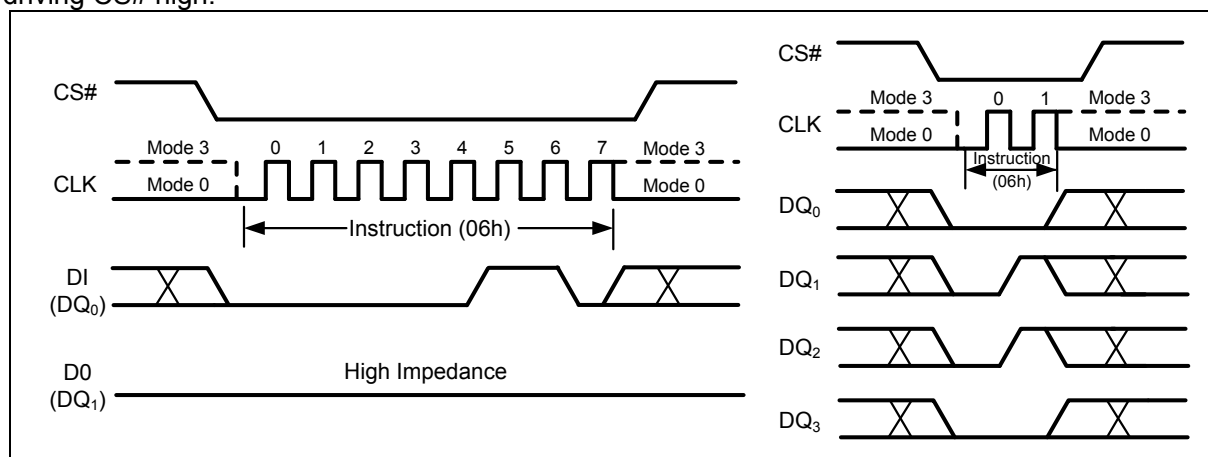 driving CS# high.
CS#
Mode 3 0 1 2 3 4 5 6 7 Mode 3
CLK Mode 0 Mode 0
Instruction (06h)
DI
(DQ0)
D0
(DQ1)
High Impedance
CS#
Mode 3 0 1 Mode 3
CLK
Mode 0 Mode 0
Instruction
(06h)
DQ0
DQ1
DQ2
DQ3